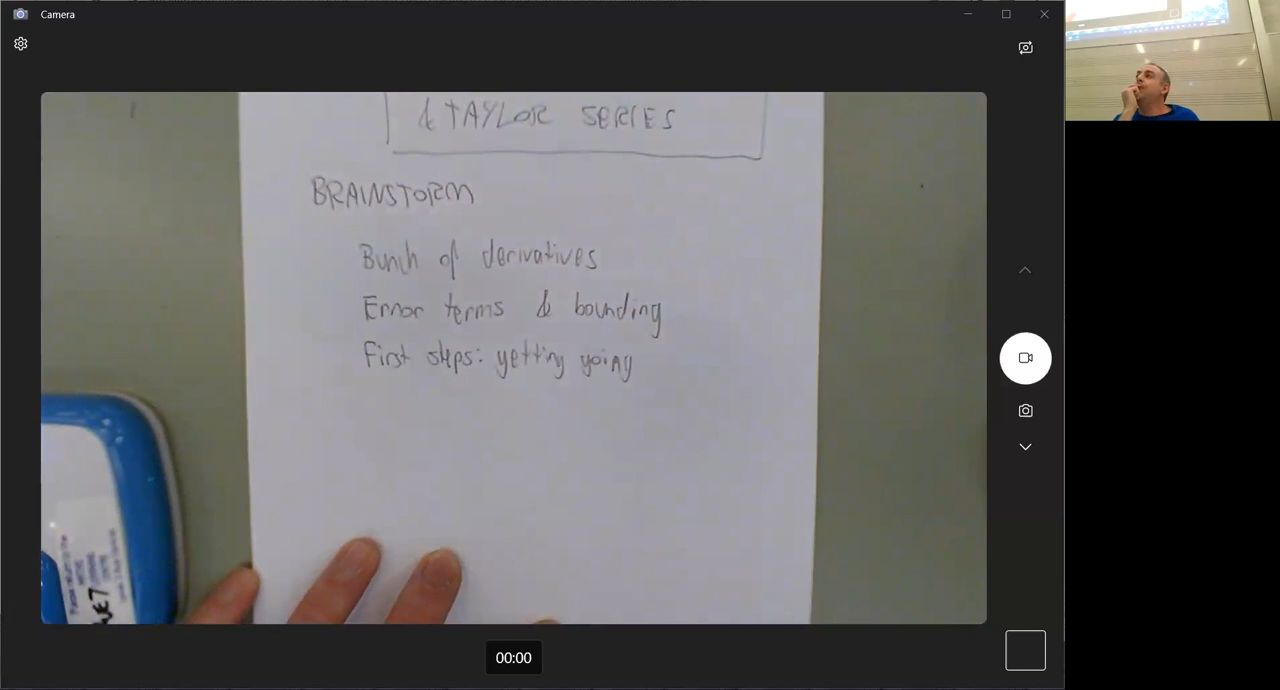 Camera
& TAYLOR SERIES
BRAINSTORM
Bunch of derivatives
Error terms & bounding
First steps: getting going
00:00